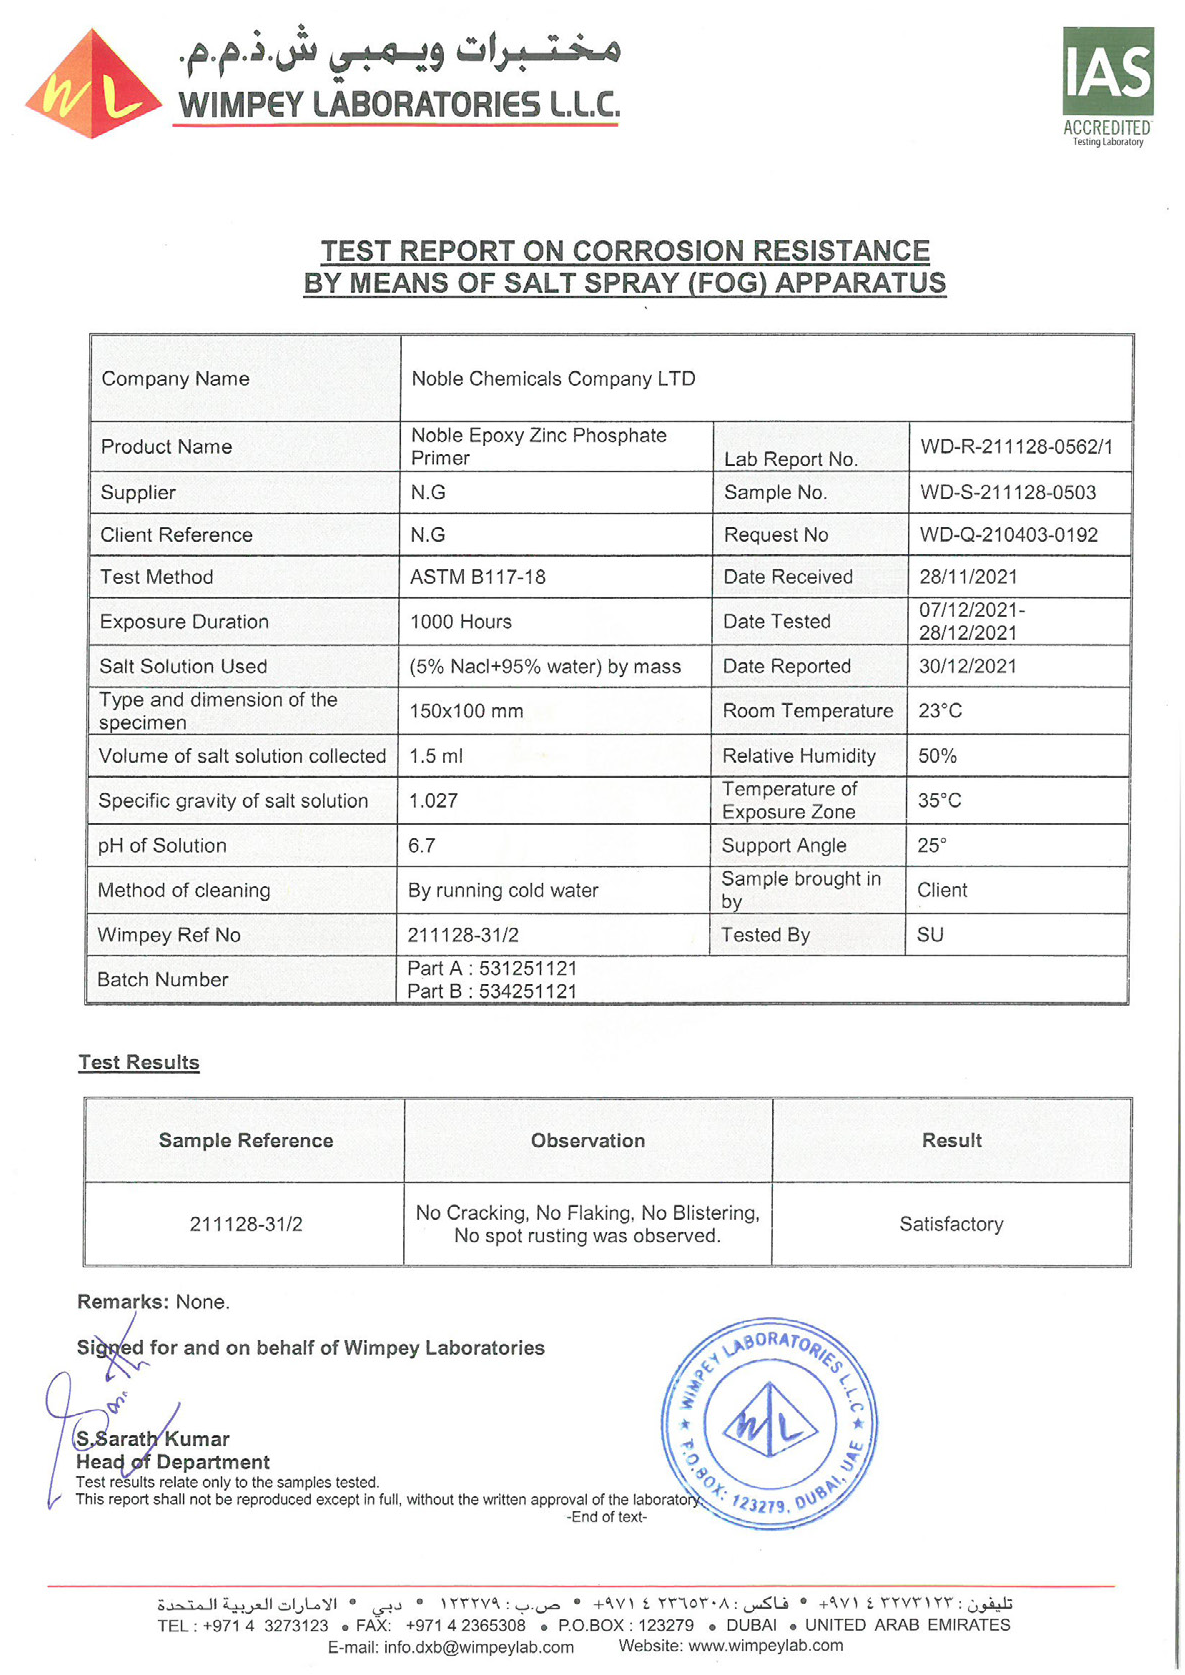 مختبرات ويمبي ش.ذ.م.م.
WIMPEY LABORATORIES L.L.C.
WL
IAS
ACCREDITED
Testing Laboratory
TEST REPORT ON CORROSION RESISTANCE
BY MEANS OF SALT SPRAY (FOG) APPARATUS
Company Name Noble Chemicals Company LTD
Product Name Noble Epoxy Zinc Phosphate Primer Lab Report No. WD-R-211128-0562/1
Supplier N.G Sample No. WD-S-211128-0503
Client Reference N.G Request No WD-Q-210403-0192
Test Method ASTM B117-18 Date Received 28/11/2021
Exposure Duration 1000 Hours Date Tested 07/12/2021-28/12/2021
Salt Solution Used (5% Nacl+95% water) by mass Date Reported 30/12/2021
Type and dimension of the specimen 150x100 mm Room Temperature 23°C
Volume of salt solution collected 1.5 ml Relative Humidity 50%
Specific gravity of salt solution 1.027 Temperature of Exposure Zone 35°C
pH of Solution 6.7 Support Angle 25°
Method of cleaning By running cold water Sample brought in by Client
Wimpey Ref No 211128-31/2 Tested By SU
Batch Number Part A : 531251121
Part B : 534251121
Test Results
Sample Reference Observation Result
211128-31/2 No Cracking, No Flaking, No Blistering, No spot rusting was observed. Satisfactory
Remarks: None.
Signed for and on behalf of Wimpey Laboratories
S.Sarath Kumar
Head of Department
Test results relate only to the samples tested.
This report shall not be reproduced except in full, without the written approval of the laboratory.
-End of text-
★ WIMPEY LABORATORIES L.L.C ★
P.O.BOX: 123279, DUBAI, UAE
WL
تليفون : ٣٢٧٣١٢٣ ٤ ٩٧١+ • فاكس : ٢٣٦٥٣٠٨ ٤ ٩٧١+ • ص.ب : ١٢٣٢٧٩ • دبي • الامارات العربية المتحدة
TEL : +971 4 3273123 • FAX: +971 4 2365308 • P.O.BOX : 123279 • DUBAI • UNITED ARAB EMIRATES
E-mail: info.dxb@wimpeylab.com Website: www.wimpeylab.com